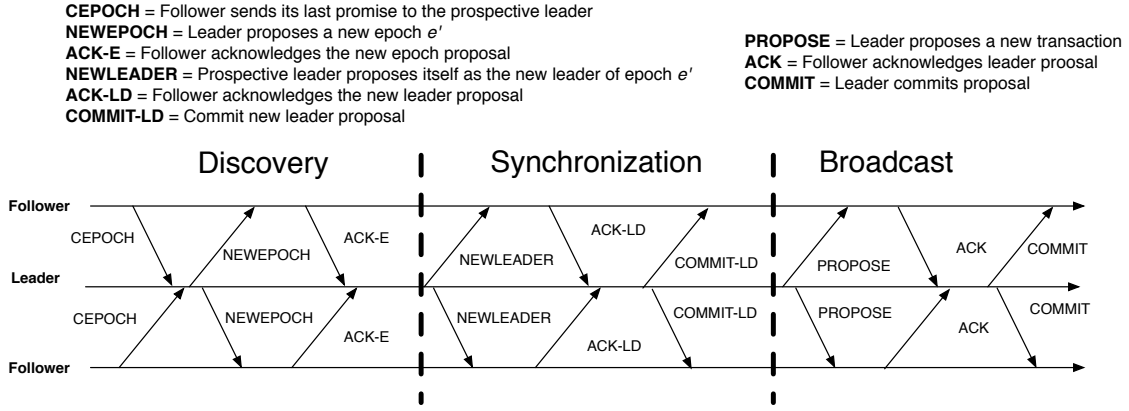 CEPOCH = Follower sends its last promise to the prospective leader
NEWEPOCH = Leader proposes a new epoch e'
ACK-E = Follower acknowledges the new epoch proposal
NEWLEADER = Prospective leader proposes itself as the new leader of epoch e'
ACK-LD = Follower acknowledges the new leader proposal
COMMIT-LD = Commit new leader proposal
PROPOSE = Leader proposes a new transaction
ACK = Follower acknowledges leader proosal
COMMIT = Leader commits proposal
Discovery
Synchronization
Broadcast
Follower
CEPOCH
NEWEPOCH
ACK-E
NEWLEADER
ACK-LD
COMMIT-LD
PROPOSE
ACK
COMMIT
Leader
CEPOCH
NEWEPOCH
ACK-E
NEWLEADER
ACK-LD
COMMIT-LD
PROPOSE
ACK
COMMIT
Follower